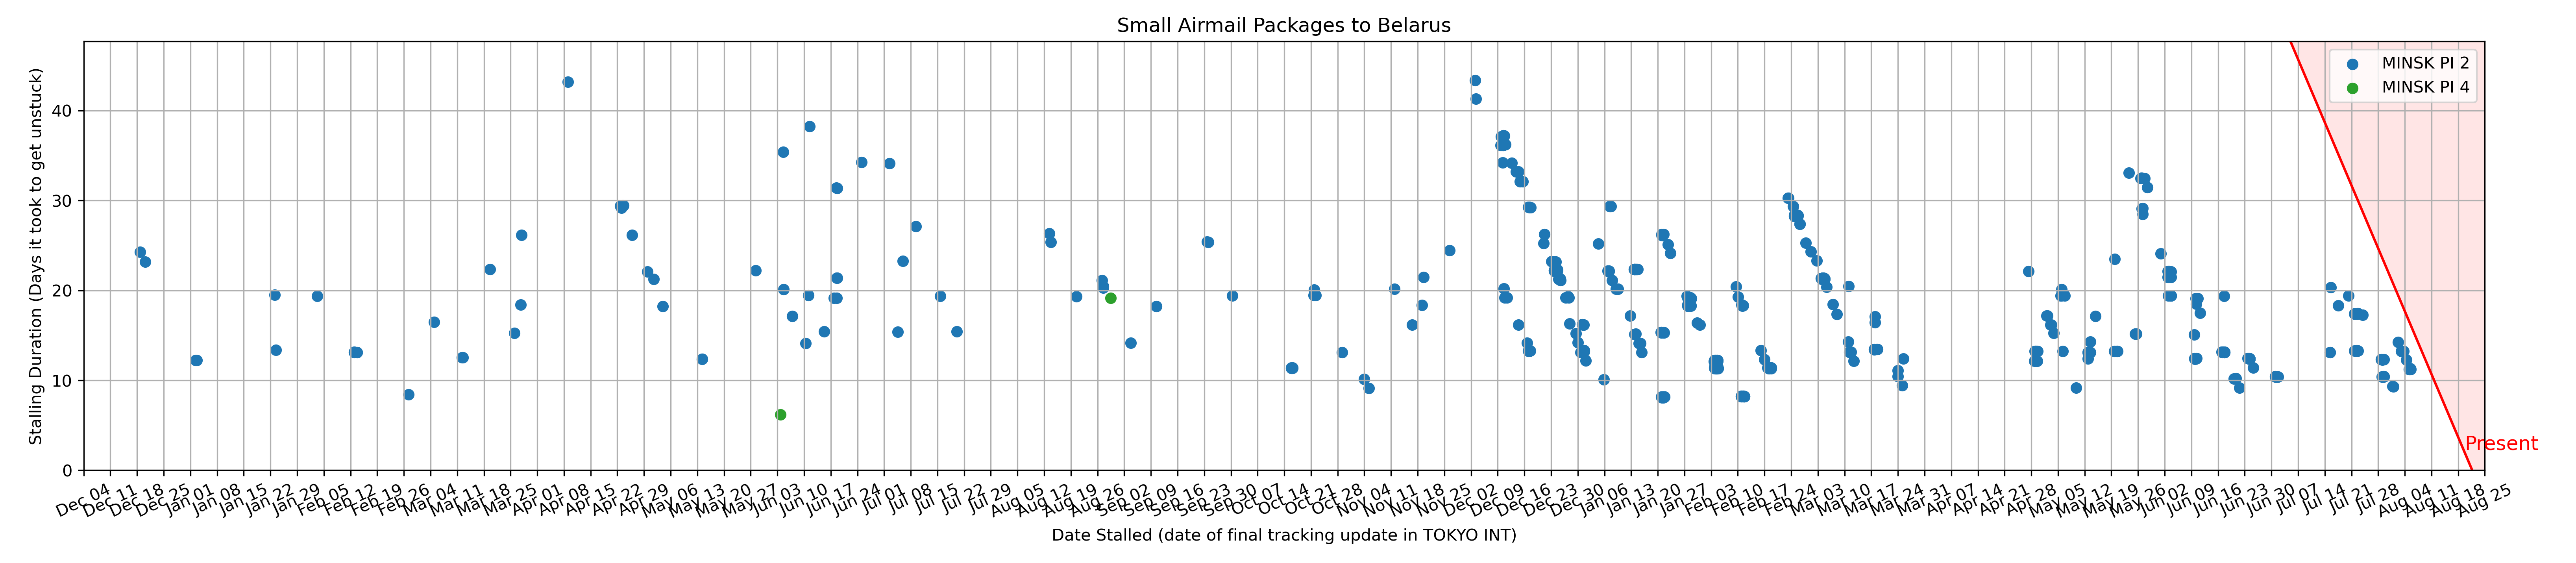 Small Airmail Packages to Belarus
MINSK PI 2
MINSK PI 4
Stalling Duration (Days it took to get unstuck)
40
30
20
10
0
Present
Dec 04
Dec 11
Dec 18
Dec 25
Jan 01
Jan 08
Jan 15
Jan 22
Jan 29
Feb 05
Feb 12
Feb 19
Feb 26
Mar 04
Mar 11
Mar 18
Mar 25
Apr 01
Apr 08
Apr 15
Apr 22
Apr 29
May 06
May 13
May 20
May 27
Jun 03
Jun 10
Jun 17
Jun 24
Jul 01
Jul 08
Jul 15
Jul 22
Jul 29
Aug 05
Aug 12
Aug 19
Aug 26
Sep 02
Sep 09
Sep 16
Sep 23
Sep 30
Oct 07
Oct 14
Oct 21
Oct 28
Nov 04
Nov 11
Nov 18
Nov 25
Dec 02
Dec 09
Dec 16
Dec 23
Dec 30
Jan 06
Jan 13
Jan 20
Jan 27
Feb 03
Feb 10
Feb 17
Feb 24
Mar 03
Mar 10
Mar 17
Mar 24
Mar 31
Apr 07
Apr 14
Apr 21
Apr 28
May 05
May 12
May 19
May 26
Jun 02
Jun 09
Jun 16
Jun 23
Jun 30
Jul 07
Jul 14
Jul 21
Jul 28
Aug 04
Aug 11
Aug 18
Aug 25
Date Stalled (date of final tracking update in TOKYO INT)